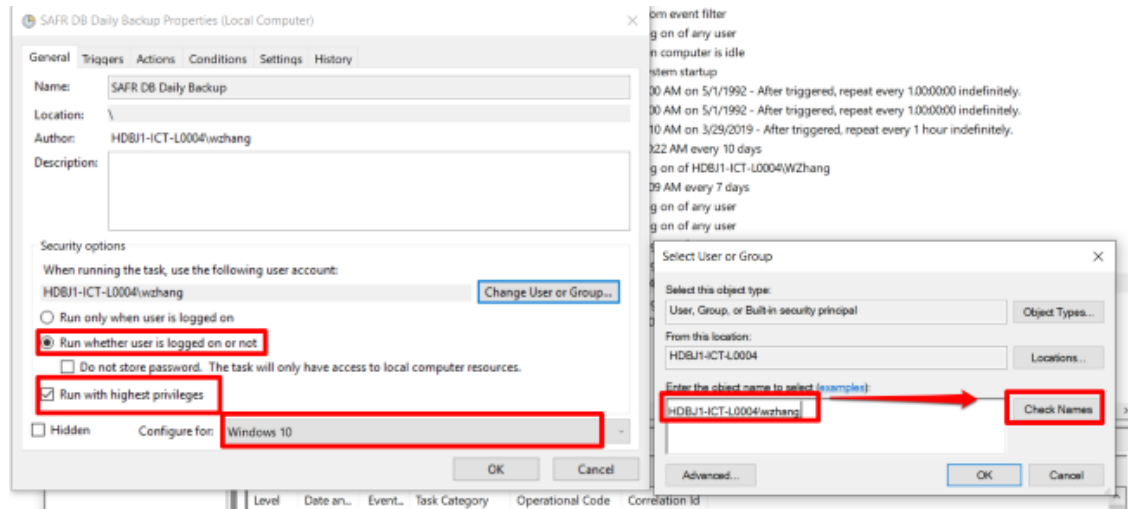 SAFR DB Daily Backup Properties (Local Computer)
General Triggers Actions Conditions Settings History
Name: SAFR DB Daily Backup
Location: \
Author: HDBJ1-ICT-L0004\wzhang
Description:
Security options
When running the task, use the following user account:
HDBJ1-ICT-L0004\wzhang Change User or Group...
Run only when user is logged on
Run whether user is logged on or not
Do not store password. The task will only have access to local computer resources.
Run with highest privileges
Hidden Configure for: Windows 10
OK Cancel
om event filter
g on of any user
n computer is idle
stem startup
00 AM on 5/1/1992 - After triggered, repeat every 1.00:00:00 indefinitely.
00 AM on 5/1/1992 - After triggered, repeat every 1.00:00:00 indefinitely.
10 AM on 3/29/2019 - After triggered, repeat every 1 hour indefinitely.
22 AM every 10 days
g on of HDBJ1-ICT-L0004\WZhang
09 AM every 7 days
g on of any user
g on of any user
Select User or Group
Select this object type:
User, Group, or Built-in security principal Object Types...
From this location:
HDBJ1-ICT-L0004 Locations...
Enter the object name to select (examples):
HDBJ1-ICT-L0004\wzhang Check Names
Advanced... OK Cancel
Level Date an... Event... Task Category Operational Code Correlation Id